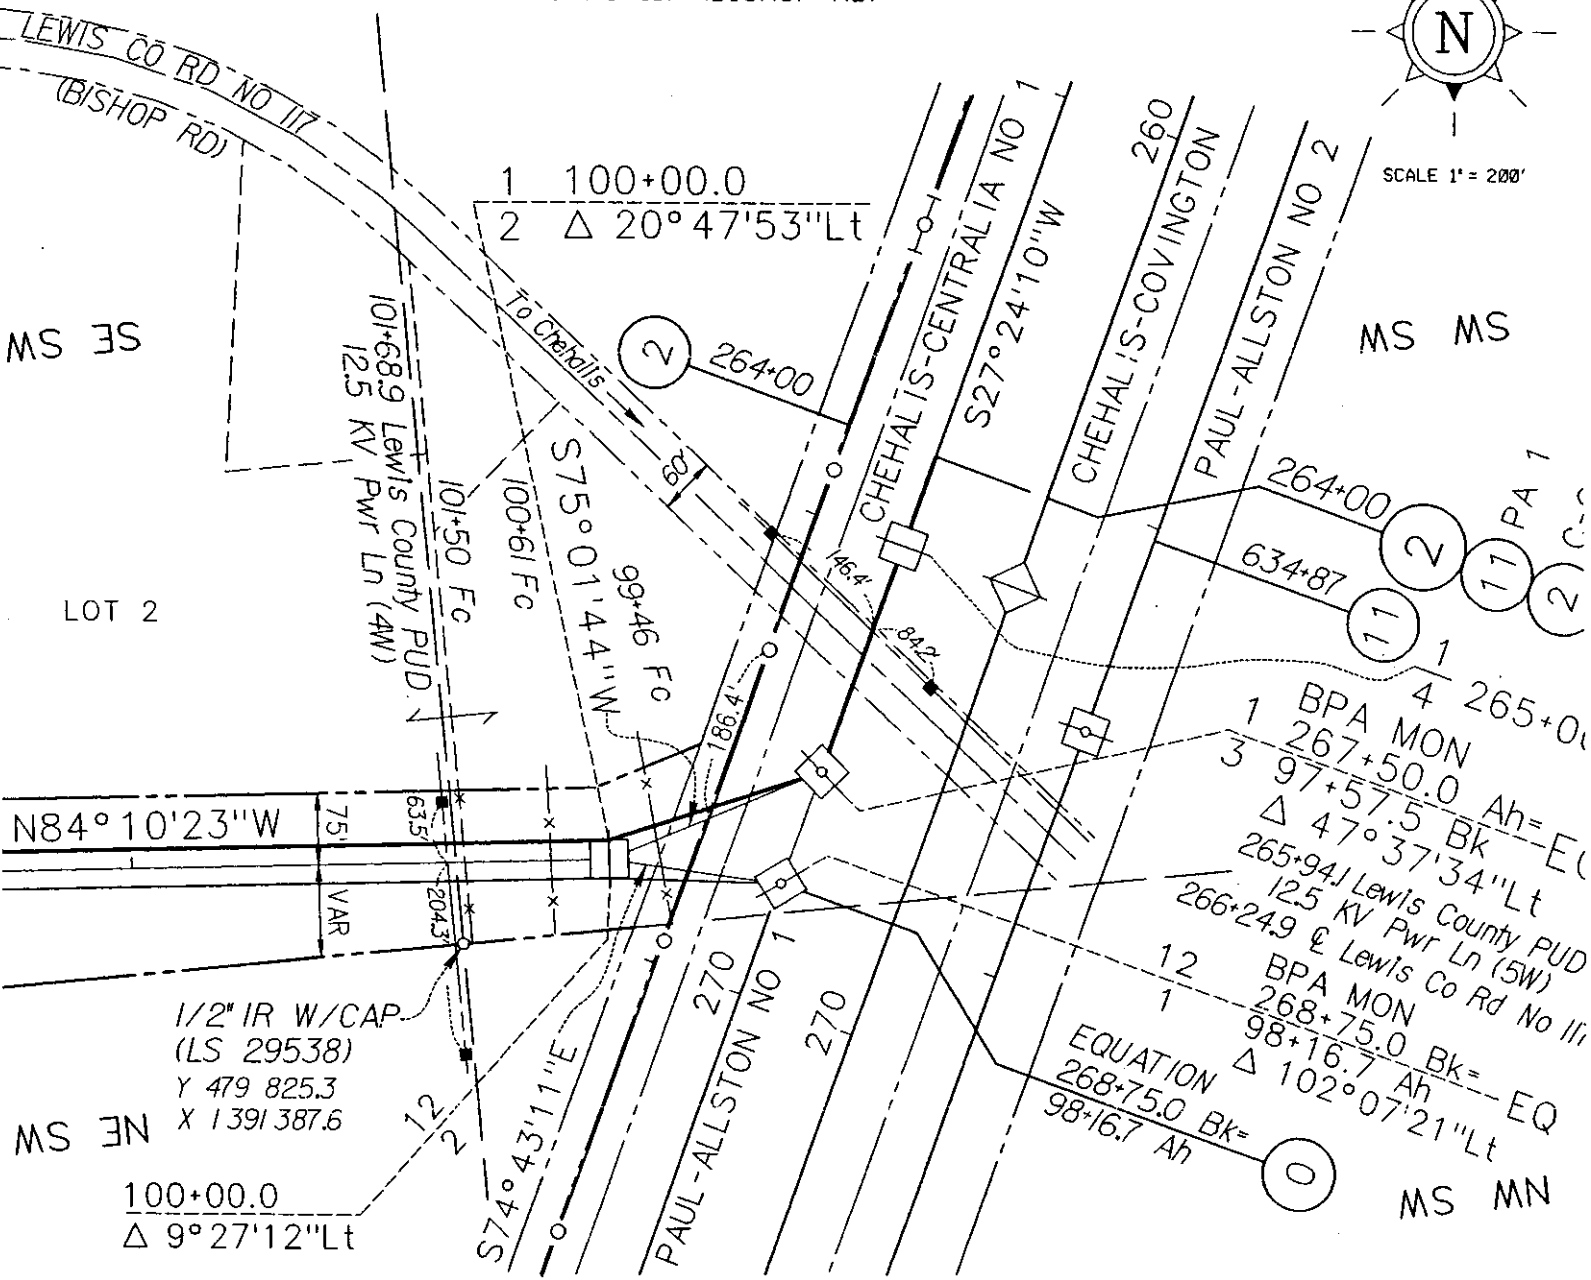 LEWIS CO RD NO 117
(BISHOP RD)
N
SCALE 1" = 200'
1 100+00.0
2 Δ 20°47'53"Lt
To Chehalis
2
264+00
60'
CHEHALIS-CENTRALIA NO 1
S27°24'10"W
260
CHEHALIS-COVINGTON
PAUL-ALLSTON NO 2
SE SW
SW SW
LOT 2
101+68.9 Lewis County PUD
12.5 KV Pwr Ln (4W)
101+50 Fc
100+61 Fc
S75°01'44"W
99+46 Fc
146.4'
84.2'
186.4'
264+00
2
11
PA 1
2
634+87
11
1
4 265+0
1 BPA MON
267+50.0 Ah=
3 97+57.5 Bk
Δ 47°37'34"Lt
265+94.1 Lewis County PUD
12.5 KV Pwr Ln (5W)
266+24.9 ℄ Lewis Co Rd No
12 BPA MON
268+75.0 Bk=
1 98+16.7 Ah
EQ
Δ 102°07'21"Lt
EQUATION
268+75.0 Bk=
98+16.7 Ah
0
N84°10'23"W
75'
VAR
63.5'
204.3'
1/2" IR W/CAP
(LS 29538)
Y 479 825.3
X 1 391 387.6
NE SW
12
2
100+00.0
Δ 9°27'12"Lt
S74°43'11"E
270
PAUL-ALLSTON NO 1
270
NW SW